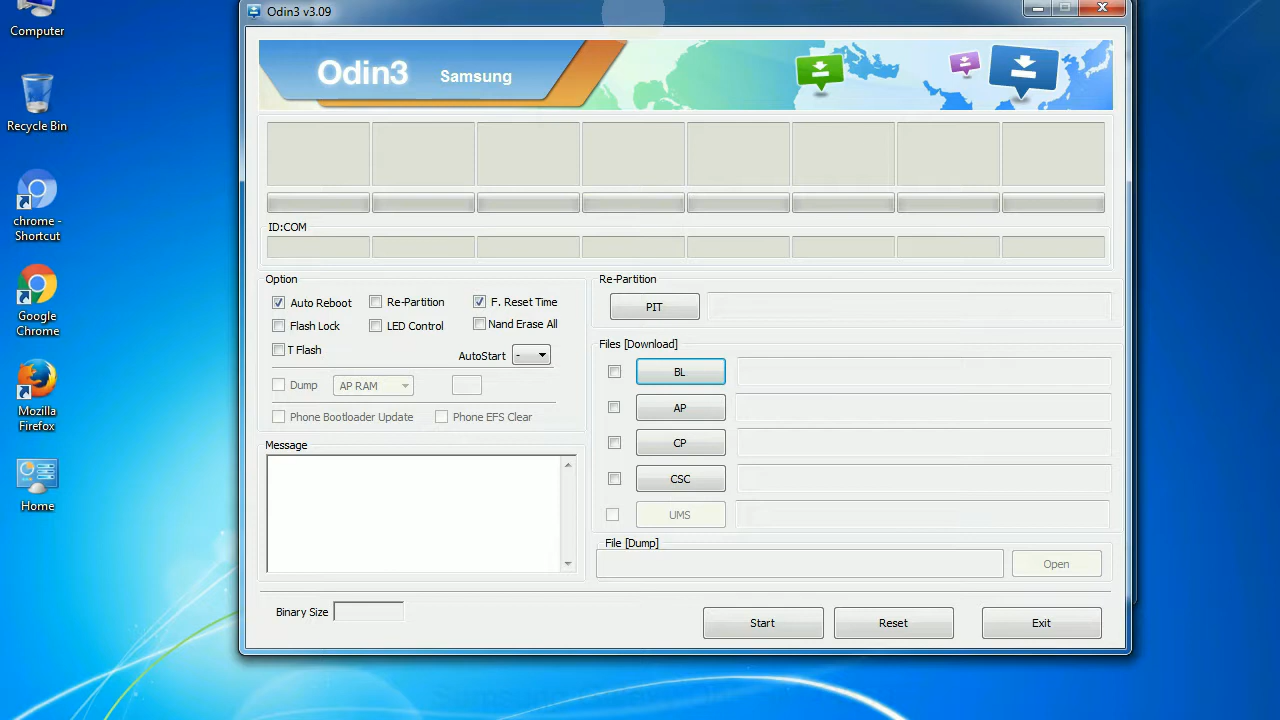 Odin3 v3.09
Computer
Recycle Bin
chrome -
Shortcut
Google
Chrome
Mozilla
Firefox
Home
Odin3 Samsung
ID:COM
Option
Auto Reboot Re-Partition F. Reset Time
Flash Lock LED Control Nand Erase All
T Flash AutoStart -
Dump AP RAM
Phone Bootloader Update Phone EFS Clear
Message
Re-Partition
PIT
Files [Download]
BL
AP
CP
CSC
UMS
File [Dump]
Open
Binary Size
Start Reset Exit